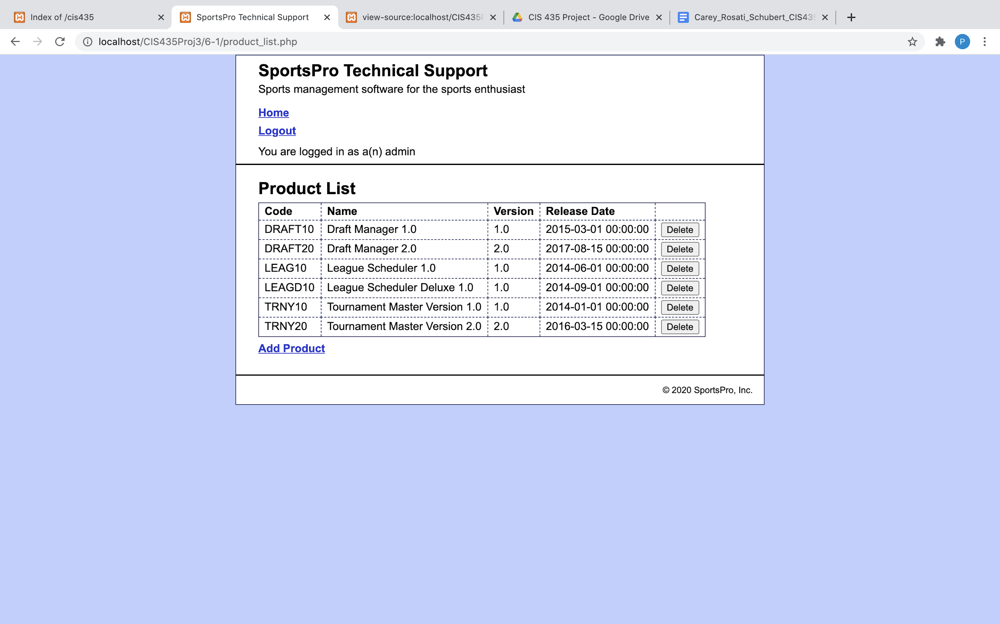 Index of /cis435
SportsPro Technical Support
view-source:localhost/CIS435
CIS 435 Project - Google Drive
Carey_Rosati_Schubert_CIS43
localhost/CIS435Proj3/6-1/product_list.php
P
SportsPro Technical Support
Sports management software for the sports enthusiast
Home
Logout
You are logged in as a(n) admin
Product List
Code Name Version Release Date
DRAFT10 Draft Manager 1.0 1.0 2015-03-01 00:00:00 Delete
DRAFT20 Draft Manager 2.0 2.0 2017-08-15 00:00:00 Delete
LEAG10 League Scheduler 1.0 1.0 2014-06-01 00:00:00 Delete
LEAGD10 League Scheduler Deluxe 1.0 1.0 2014-09-01 00:00:00 Delete
TRNY10 Tournament Master Version 1.0 1.0 2014-01-01 00:00:00 Delete
TRNY20 Tournament Master Version 2.0 2.0 2016-03-15 00:00:00 Delete
Add Product
© 2020 SportsPro, Inc.